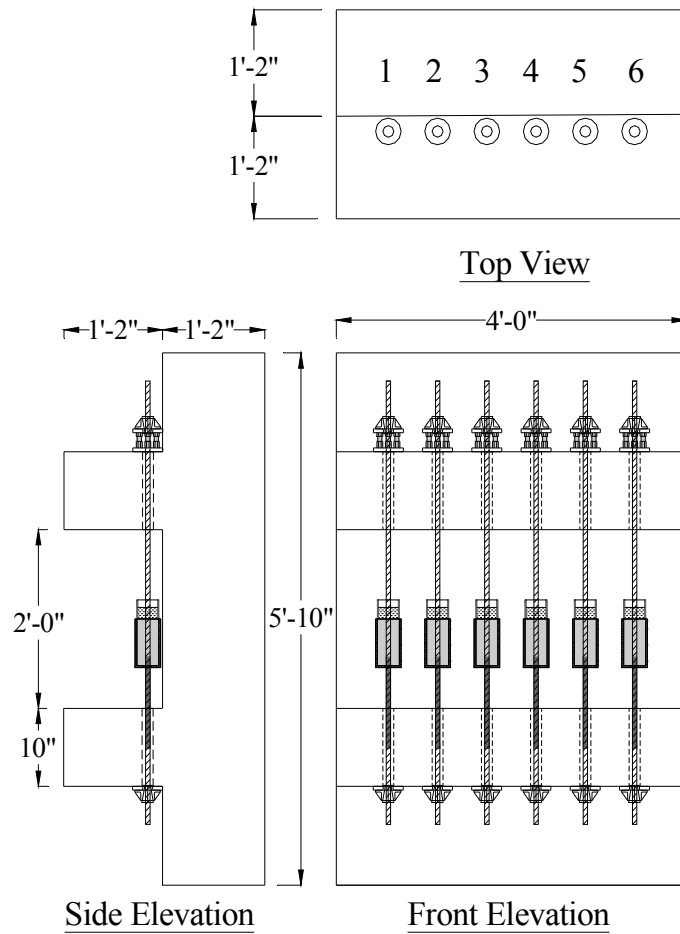 1'-2"
1 2 3 4 5 6
1'-2"
Top View
1'-2" 1'-2"
4'-0"
2'-0"
5'-10"
10"
Side Elevation
Front Elevation